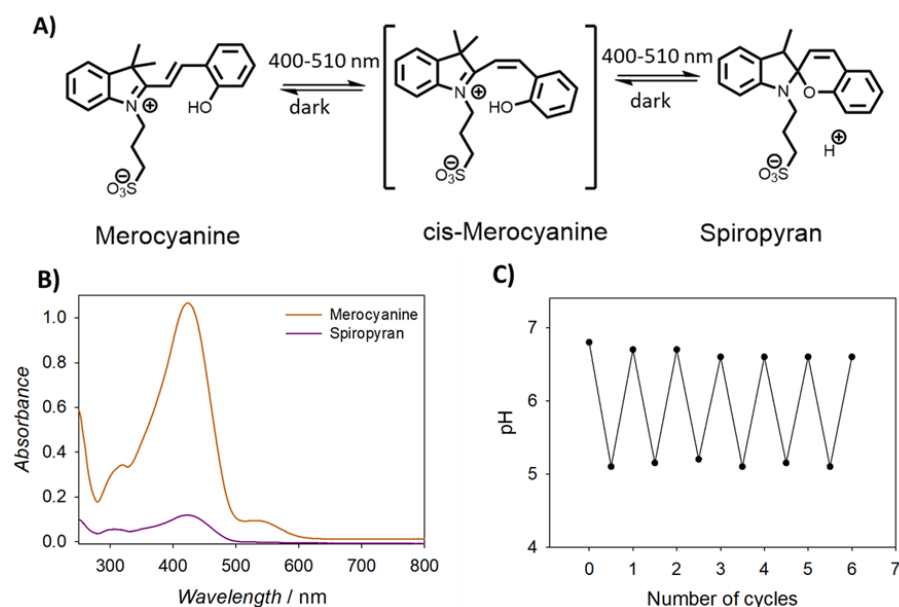 A)
400-510 nm
dark
400-510 nm
dark
HO
N
⊕
⊖
O3S
HO
N
⊕
⊖
O3S
N
O
H
⊕
⊖
O3S
Merocyanine
cis-Merocyanine
Spiropyran
B)
Merocyanine
Spiropyran
Absorbance
1.0
0.8
0.6
0.4
0.2
0.0
300 400 500 600 700 800
Wavelength / nm
C)
pH
7
6
5
4
0 1 2 3 4 5 6 7
Number of cycles